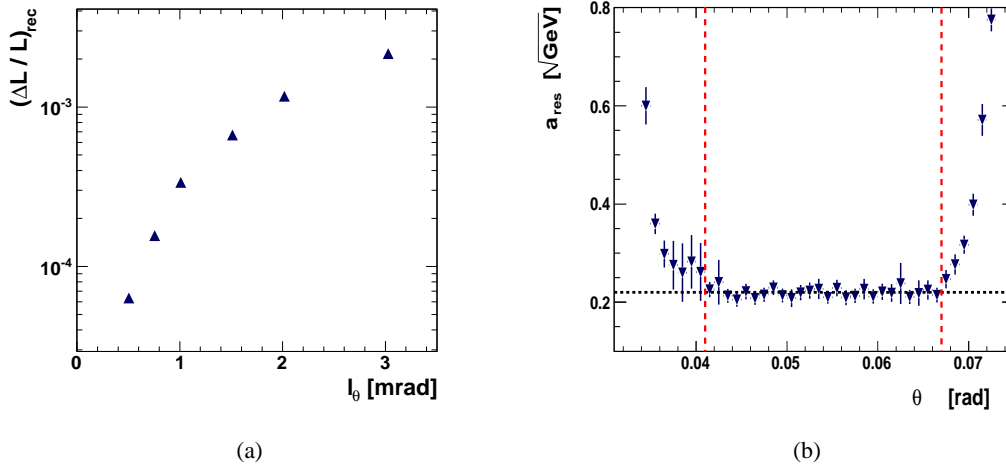 (ΔL / L)rec
10⁻³
10⁻⁴
0 1 2 3
lθ [mrad]
(a)
ares [√GeV]
0.8
0.6
0.4
0.2
0.04 0.05 0.06 0.07
θ [rad]
(b)